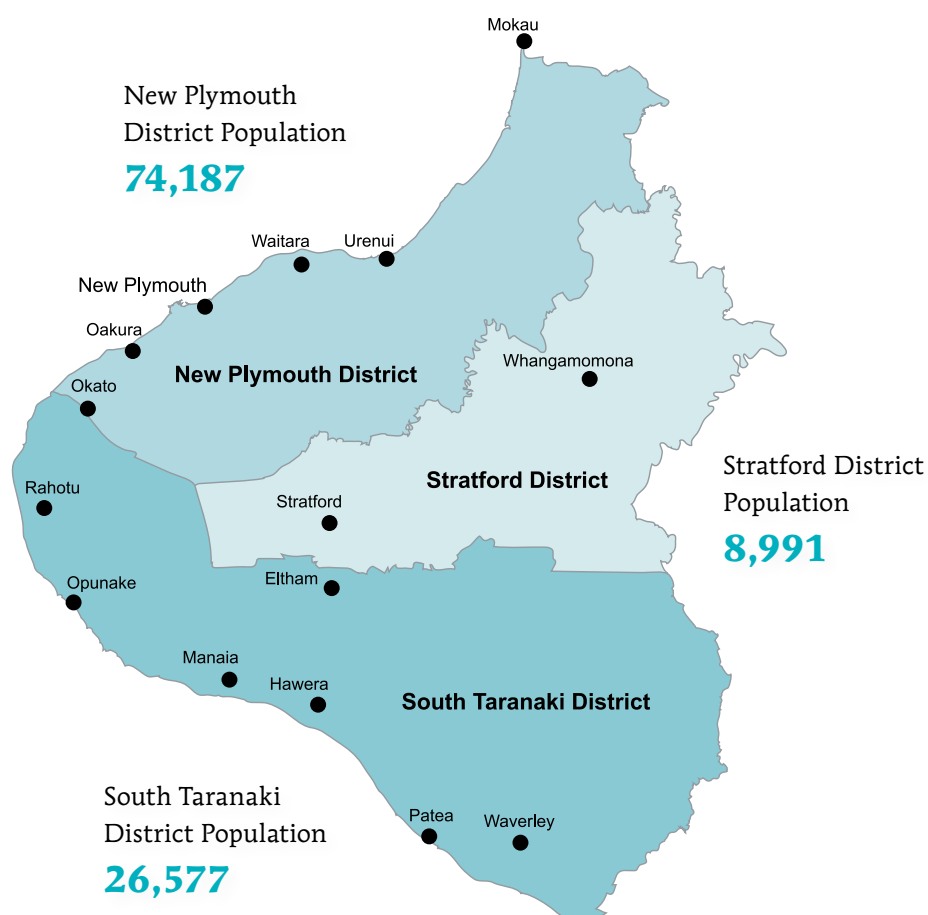 Mokau
New Plymouth
District Population
74,187
Waitara
Urenui
New Plymouth
Oakura
New Plymouth District
Whangamomona
Okato
Stratford District
Population
8,991
Stratford District
Rahotu
Stratford
Eltham
Opunake
Manaia
Hawera
South Taranaki District
South Taranaki
District Population
26,577
Patea
Waverley